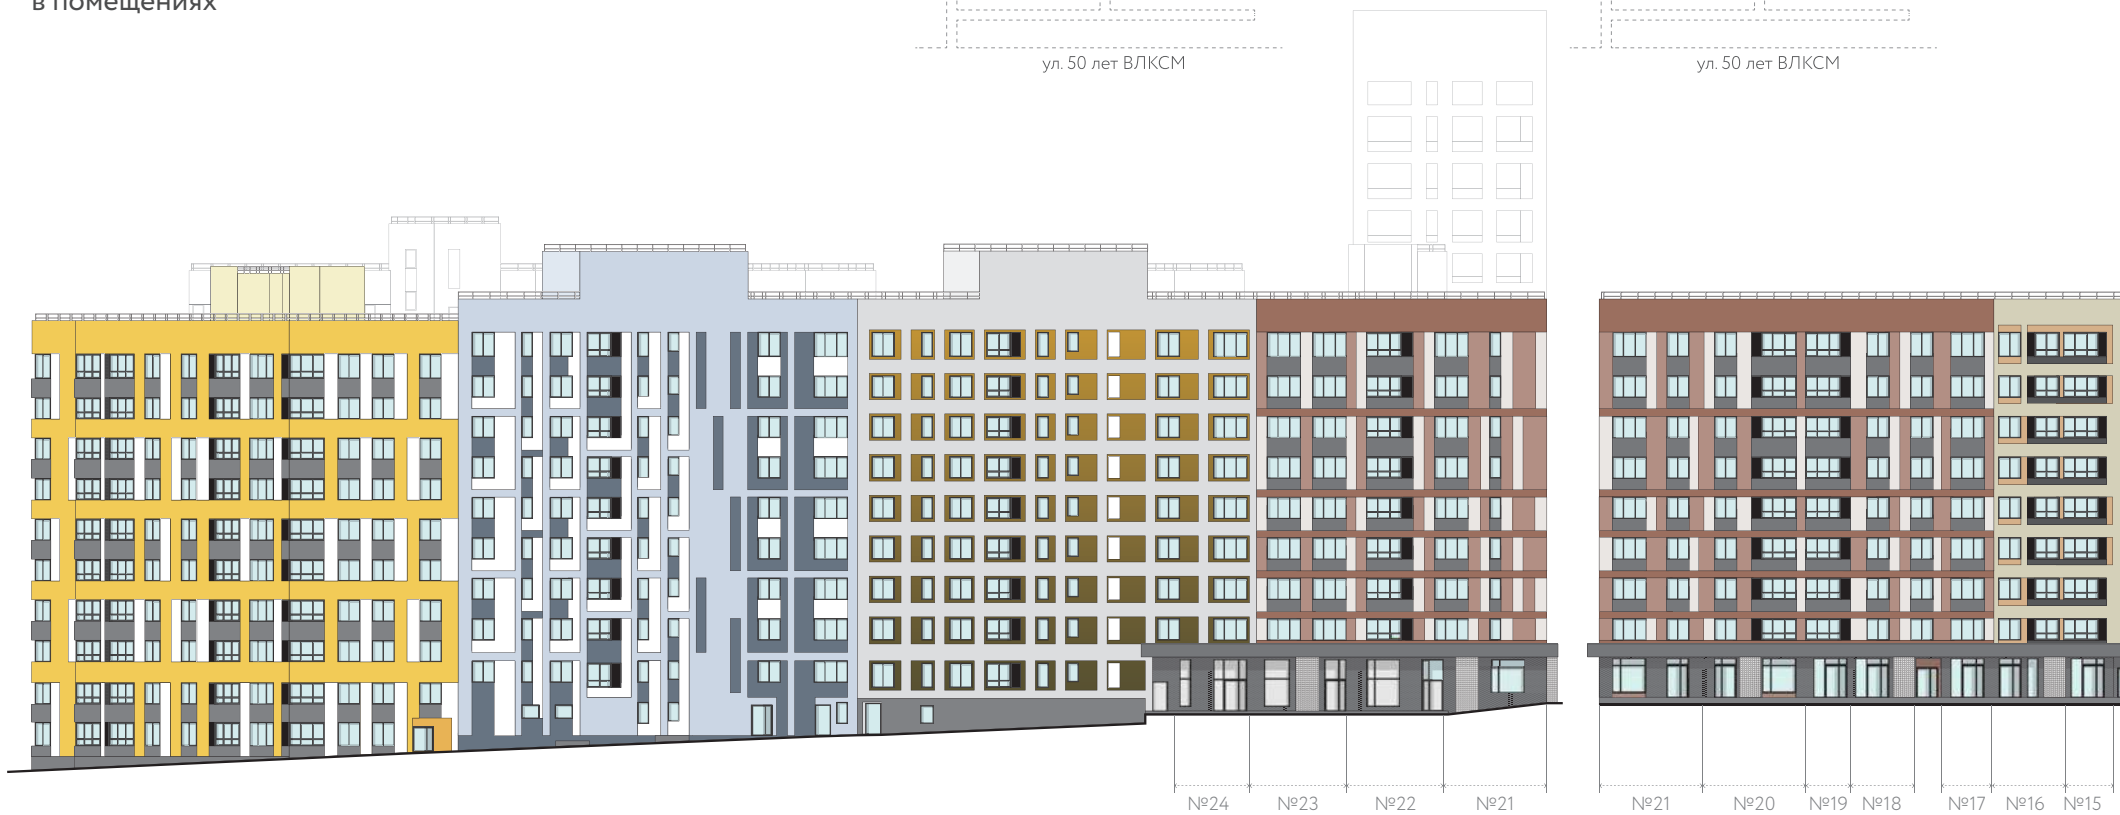 в помещениях
ул. 50 лет ВЛКСМ
ул. 50 лет ВЛКСМ
№24 №23 №22 №21
№21 №20 №19 №18 №17 №16 №15